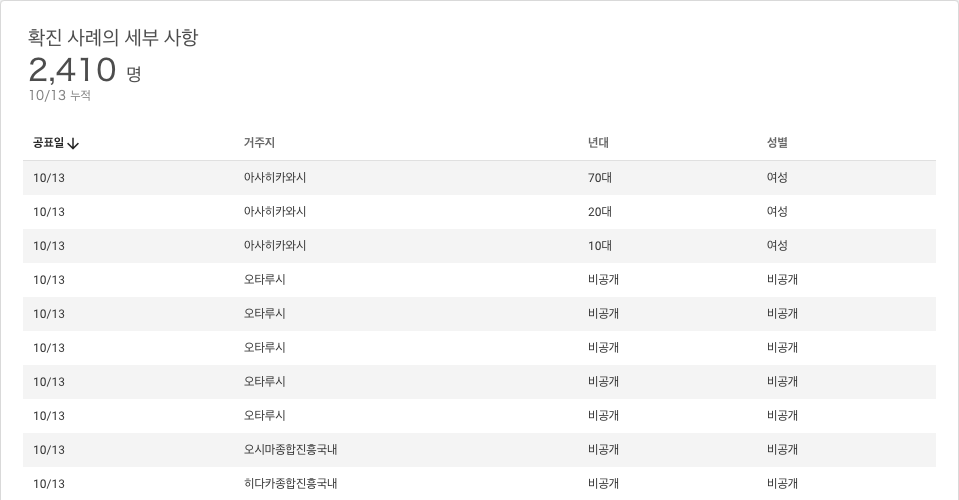 확진 사례의 세부 사항
2,410 명
10/13 누적
공표일 거주지 년대 성별
10/13 아사히카와시 70대 여성
10/13 아사히카와시 20대 여성
10/13 아사히카와시 10대 여성
10/13 오타루시 비공개 비공개
10/13 오타루시 비공개 비공개
10/13 오타루시 비공개 비공개
10/13 오타루시 비공개 비공개
10/13 오타루시 비공개 비공개
10/13 오시마종합진흥국내 비공개 비공개
10/13 히다카종합진흥국내 비공개 비공개